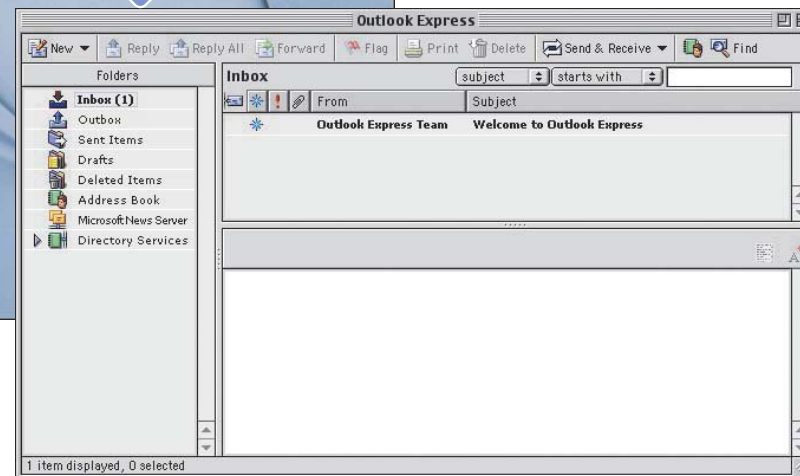 Outlook Express
New Reply Reply All Forward Flag Print Delete Send & Receive Find
Folders
Inbox (1)
Outbox
Sent Items
Drafts
Deleted Items
Address Book
Microsoft News Server
Directory Services
Inbox subject starts with
From Subject
Outlook Express Team Welcome to Outlook Express
1 item displayed, 0 selected